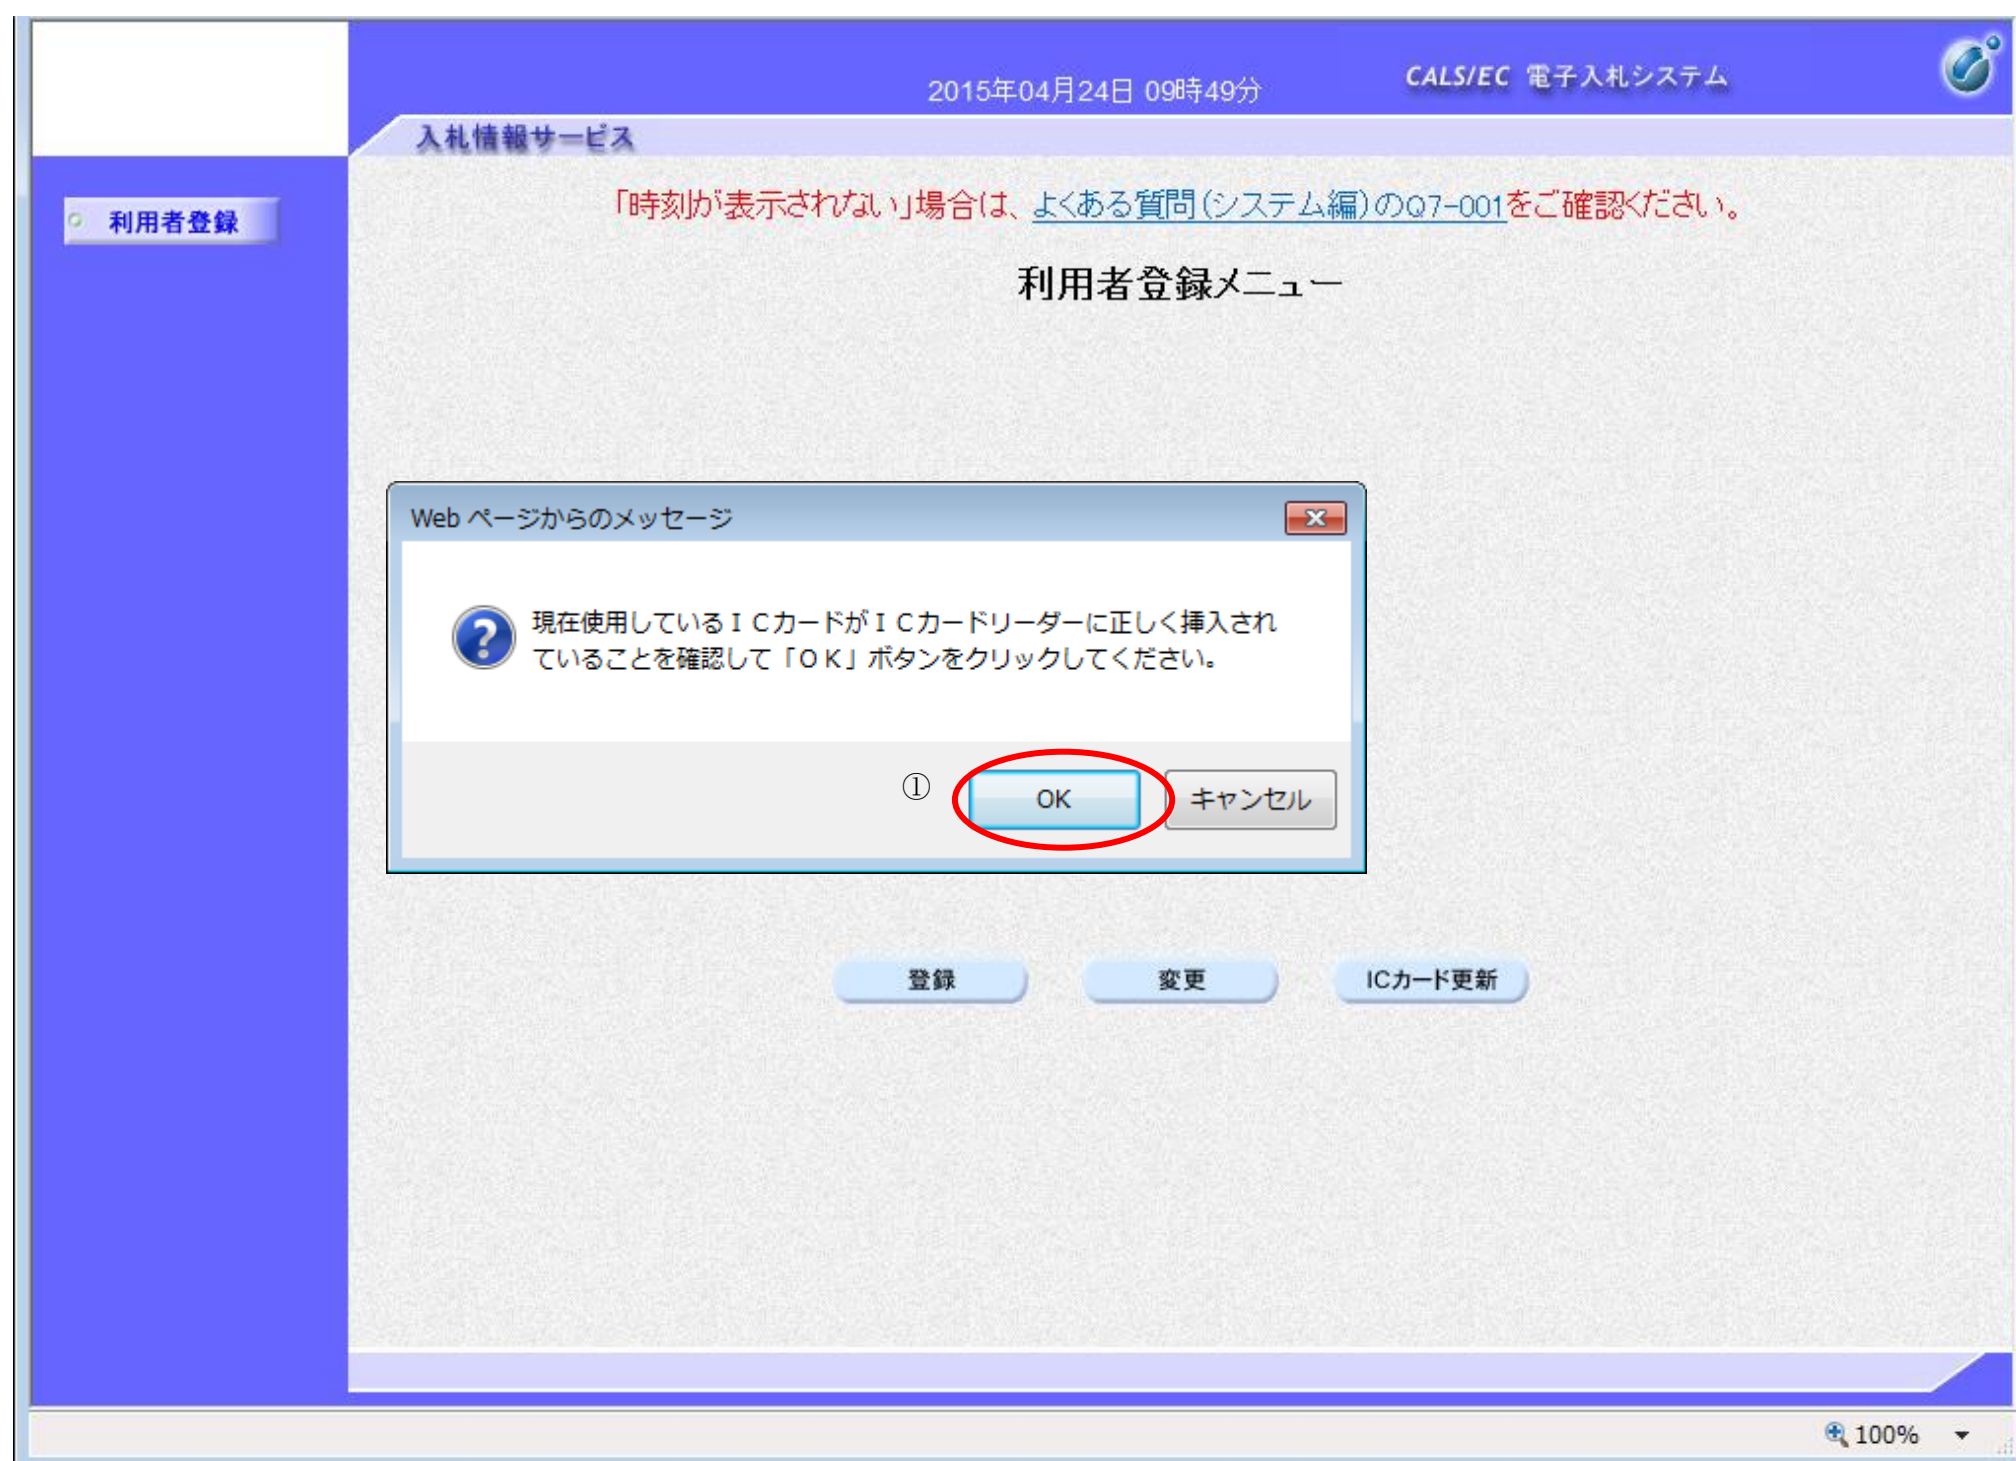 2015年04月24日 09時49分
CALS/EC 電子入札システム
入札情報サービス
利用者登録
「時刻が表示されない」場合は、よくある質問(システム編)のQ7-001をご確認ください。
利用者登録メニュー
Web ページからのメッセージ
現在使用しているＩＣカードがＩＣカードリーダーに正しく挿入され
ていることを確認して「ＯＫ」ボタンをクリックしてください。
① OK キャンセル
登録 変更 ICカード更新
100%